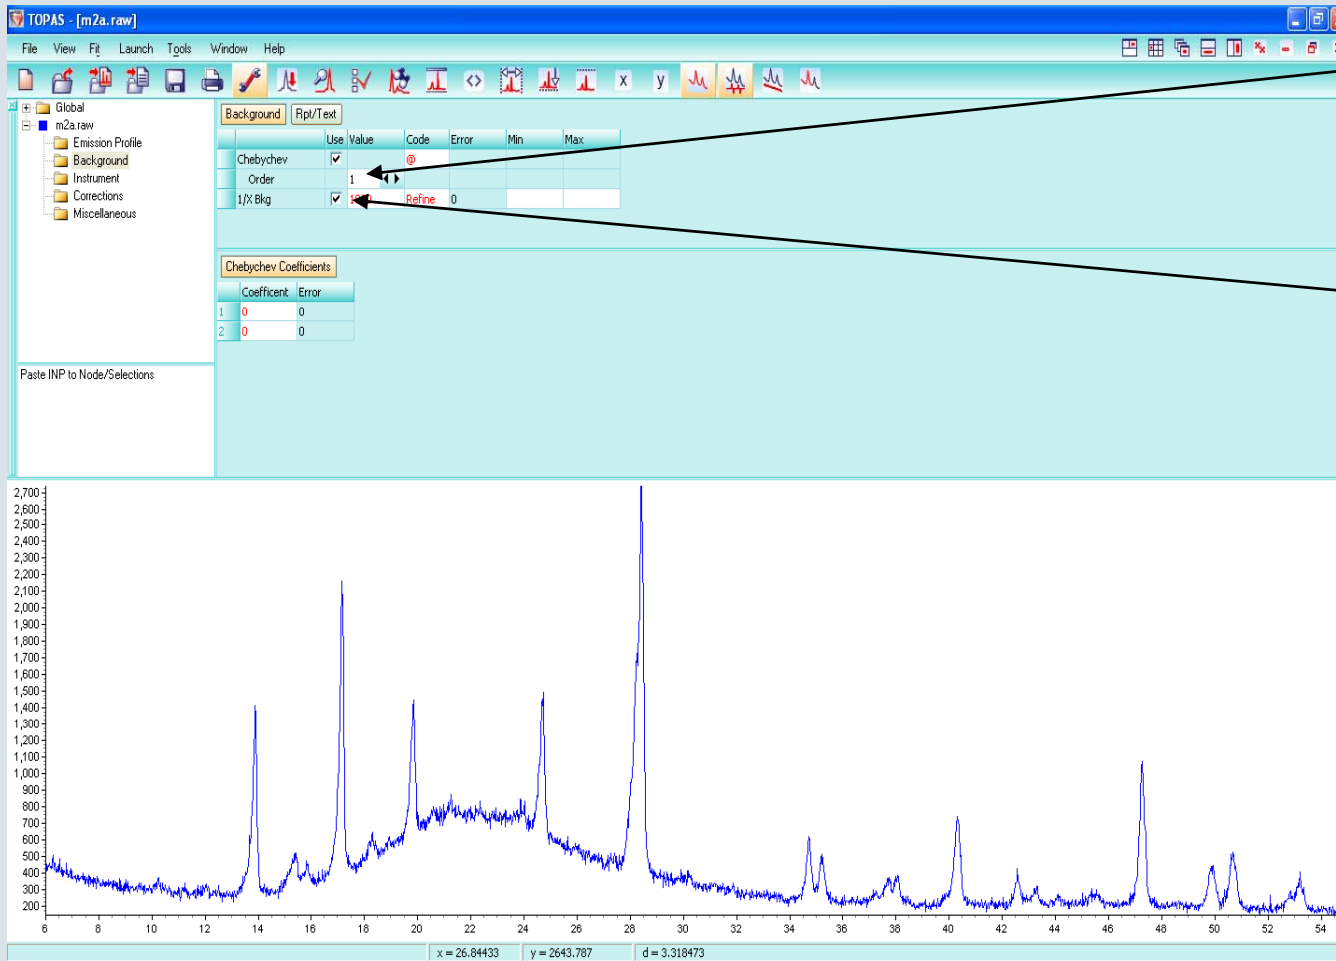 TOPAS - [m2a.raw]
File View Fit Launch Tools Window Help
x y
Global
m2a.raw
Emission Profile
Background
Instrument
Corrections
Miscellaneous
Paste INP to Node/Selections
Background Rpt/Text
Use Value Code Error Min Max
Chebychev @
Order 1
1/X Bkg Refine 0
Chebychev Coefficients
Coefficent Error
1 0 0
2 0 0
2,700
2,600
2,500
2,400
2,300
2,200
2,100
2,000
1,900
1,800
1,700
1,600
1,500
1,400
1,300
1,200
1,100
1,000
900
800
700
600
500
400
300
200
6 8 10 12 14 16 18 20 22 24 26 28 30 32 34 36 38 40 42 44 46 48 50 52 54
x = 26.84433 y = 2643.787 d = 3.318473